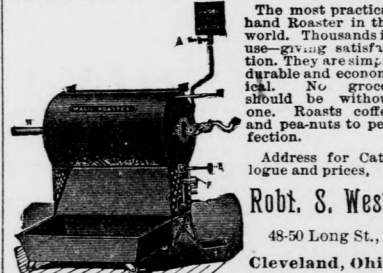 The most practical
hand Roaster in th
world. Thousands i
use—giving satisfa
tion. They are simp
durable and econom
ical. No groce
should be withou
one. Roasts coffe
and pea-nuts to pe
fection.
Address for Cat
logue and prices,
Robt. S. Wes
48-50 Long St.,
Cleveland, Ohi
A
W